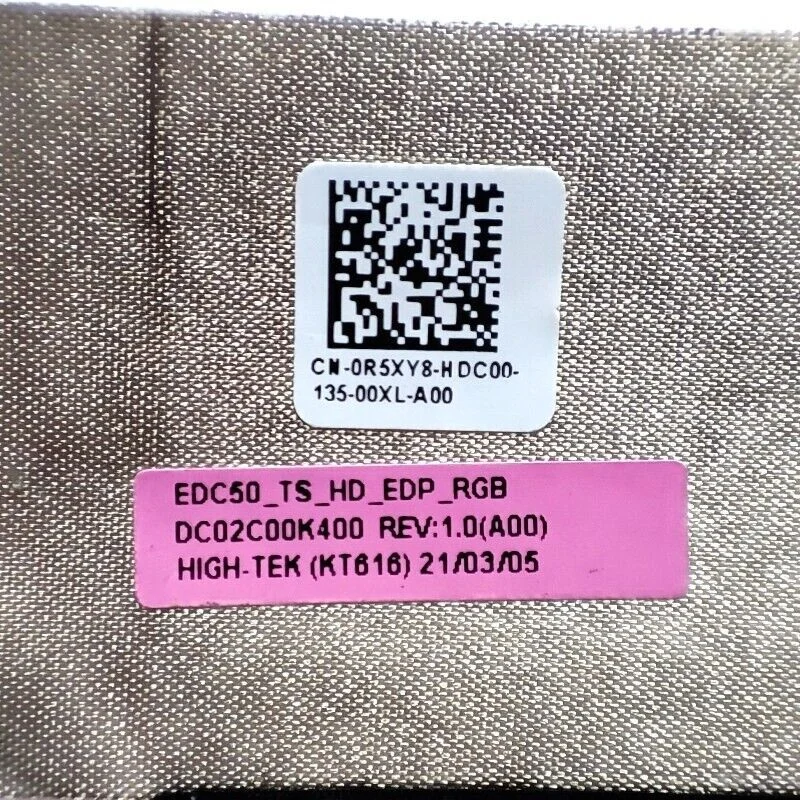 CN-0R5XY8-HDC00-
135-00XL-A00
EDC50_TS_HD_EDP_RGB
DC02C00K400 REV:1.0(A00)
HIGH-TEK (KT616) 21/03/05